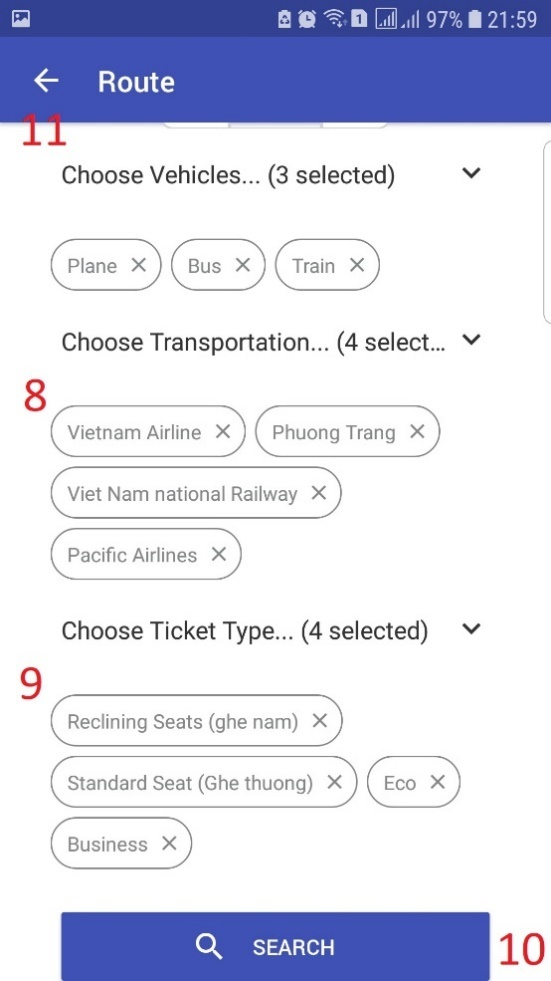 1 97% 21:59
Route
11
Choose Vehicles... (3 selected)
Plane Bus Train
Choose Transportation... (4 select...
8
Vietnam Airline Phuong Trang
Viet Nam national Railway
Pacific Airlines
Choose Ticket Type... (4 selected)
9
Reclining Seats (ghe nam)
Standard Seat (Ghe thuong) Eco
Business
SEARCH 10